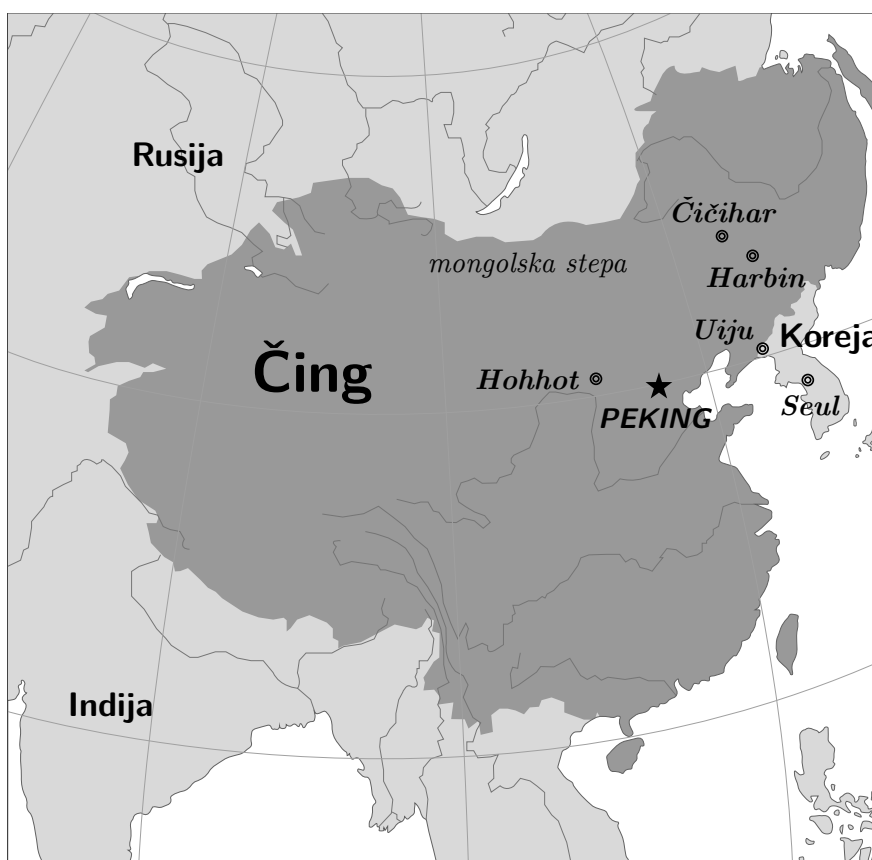 Rusija
Čičihar
mongolska stepa
Harbin
Uiju
Koreja
Čing
Hohhot
PEKING
Seul
Indija